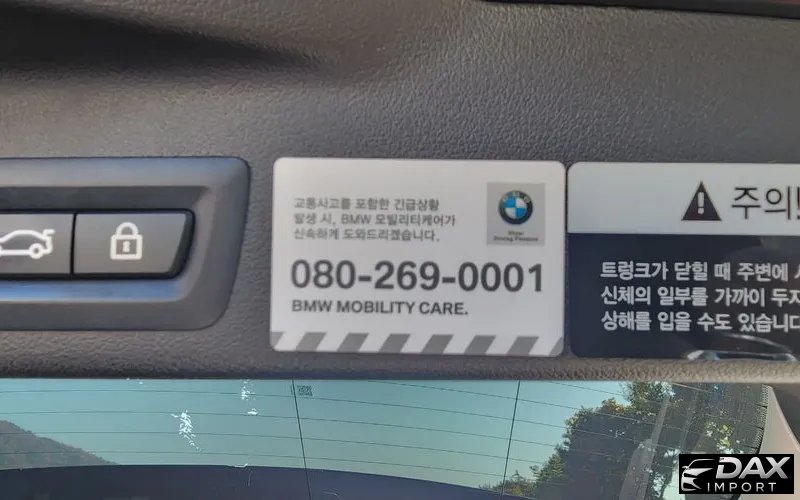 교통사고를 포함한 긴급상황
발생 시, BMW 모빌리티케어가
신속하게 도와드리겠습니다.
080-269-0001
BMW MOBILITY CARE.
주의
트렁크가 닫힐 때 주변에
신체의 일부를 가까이 두지
상해를 입을 수도 있습니다
DAX
IMPORT